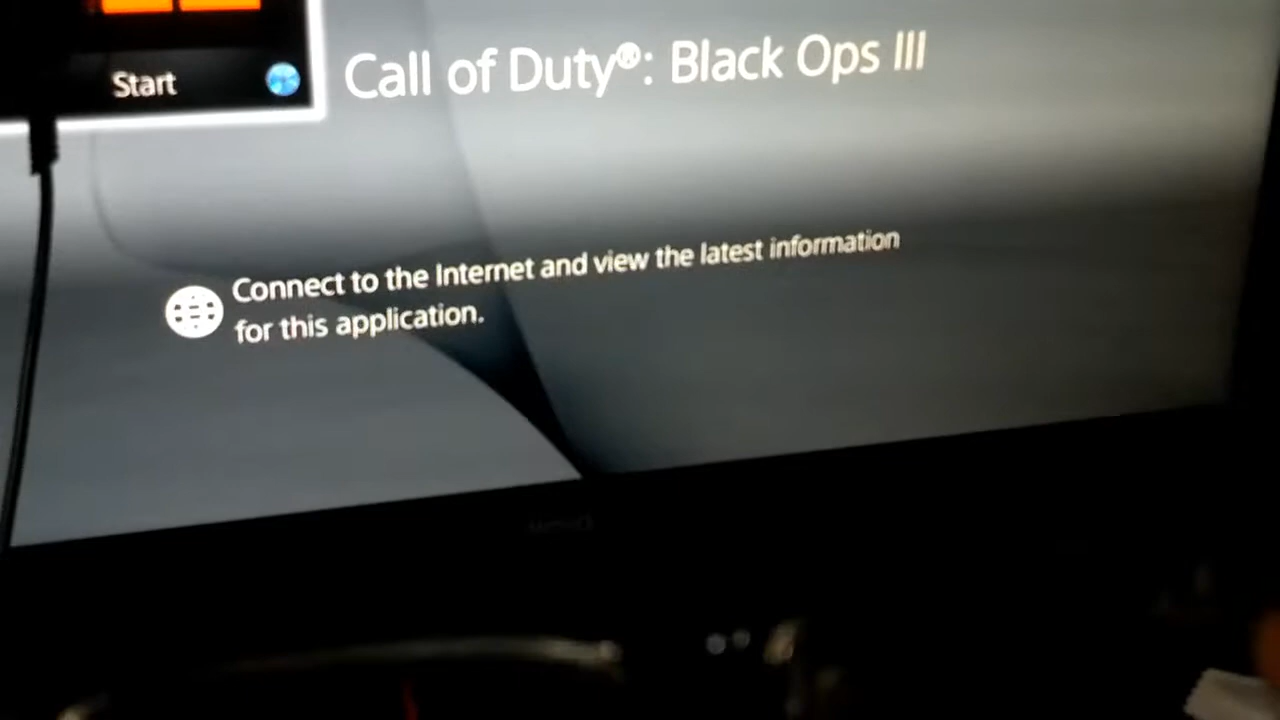 Start
Call of Duty®: Black Ops III
Connect to the Internet and view the latest information
for this application.